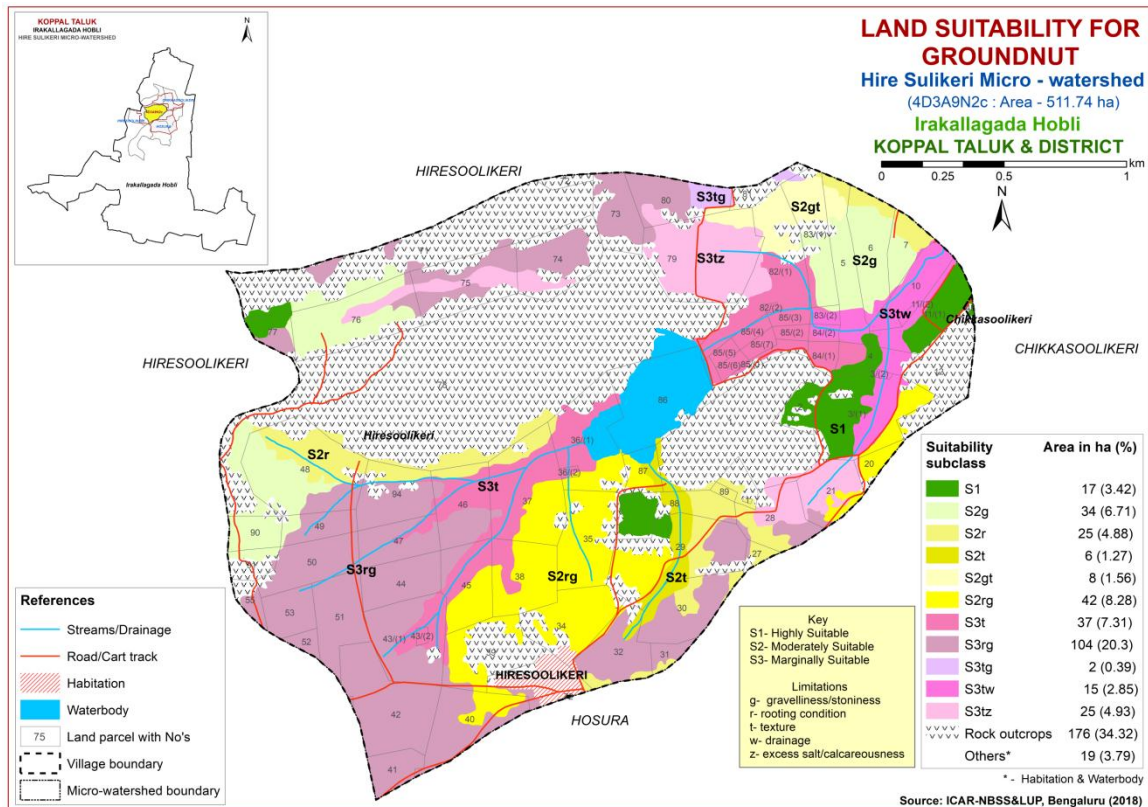 KOPPAL TALUK
IRAKALLAGADA HOBLI
HIRE SULIKERI MICRO-WATERSHED
N
Irakallagada Hobli
LAND SUITABILITY FOR
GROUNDNUT
Hire Sulikeri Micro - watershed
(4D3A9N2c : Area - 511.74 ha)
Irakallagada Hobli
KOPPAL TALUK & DISTRICT
km
0 0.25 0.5 1
N
HIRESOOLIKERI
S3tg
80
73
S2gt
83/(1)
6
7
74
79
S3tz
5
S2g
82/(1)
75
10
76
82/(2)
85/(3)
83/(2)
S3tw
11/(1)
77
85/(4)
85/(2)
84/(2)
Chikkasoolikeri
85/(7)
HIRESOOLIKERI
85/(5)
84/(1)
4
CHIKKASOOLIKERI
85/(6)
78
86
S1
Hiresoolikeri
36/(1)
S2r
48
87
20
36/(2)
S3t
89
94
21
46
37
88
28
49
35
90
47
29
27
50
S3rg
44
38
S2rg
S2t
45
30
53
51
34
55
43/(1)
43/(2)
52
32
31
HIRESOOLIKERI
42
40
HOSURA
41
References
Streams/Drainage
Road/Cart track
Habitation
Waterbody
75 Land parcel with No's
Village boundary
Micro-watershed boundary
Key
S1- Highly Suitable
S2- Moderately Suitable
S3- Marginally Suitable
Limitations
g- gravelliness/stoniness
r- rooting condition
t- texture
w- drainage
z- excess salt/calcareousness
Suitability subclass Area in ha (%)
S1 17 (3.42)
S2g 34 (6.71)
S2r 25 (4.88)
S2t 6 (1.27)
S2gt 8 (1.56)
S2rg 42 (8.28)
S3t 37 (7.31)
S3rg 104 (20.3)
S3tg 2 (0.39)
S3tw 15 (2.85)
S3tz 25 (4.93)
Rock outcrops 176 (34.32)
Others* 19 (3.79)
* - Habitation & Waterbody
Source: ICAR-NBSS&LUP, Bengaluru (2018)